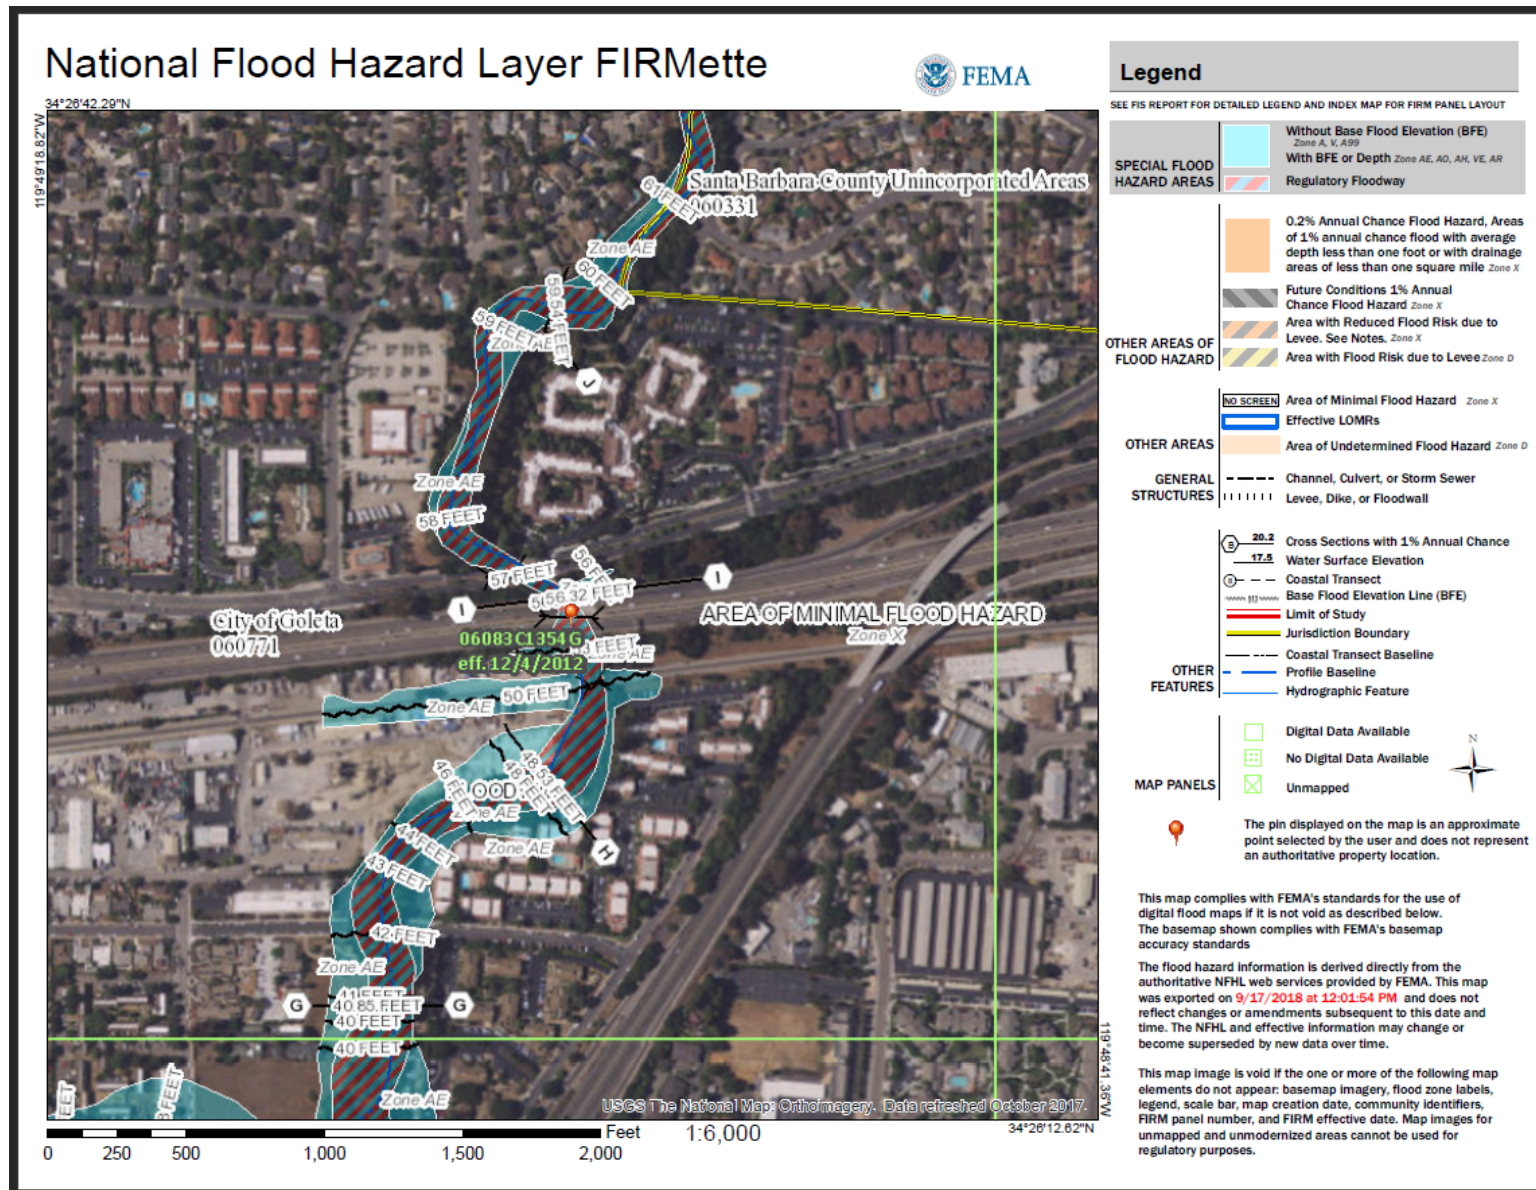 National Flood Hazard Layer FIRMette
FEMA
34°26'42.29"N
119°49'18.82"W
61 FEET
Santa Barbara County Unincorporated Areas
060331
Zone AE
60 FEET
59 FEET
Zone AE
J
Zone AE
58 FEET
57 FEET
56.32 FEET
I
I
City of Goleta
060771
AREA OF MINIMAL FLOOD HAZARD
Zone X
06083C1354G
eff. 12/4/2012
FEET
Zone AE
50 FEET
Zone AE
48.53 FEET
48 FEET
46 FEET
Zone AE
44 FEET
Zone AE
H
43 FEET
42 FEET
Zone AE
41 FEET
G
40.85 FEET
G
40 FEET
40 FEET
Zone AE
FEET
FEET
119°48'41.36"W
USGS The National Map: Orthoimagery. Data refreshed October 2017.
34°26'12.62"N
Feet
1:6,000
0 250 500 1,000 1,500 2,000
Legend
SEE FIS REPORT FOR DETAILED LEGEND AND INDEX MAP FOR FIRM PANEL LAYOUT
SPECIAL FLOOD
HAZARD AREAS
Without Base Flood Elevation (BFE)
Zone A, V, A99
With BFE or Depth Zone AE, AO, AH, VE, AR
Regulatory Floodway
OTHER AREAS OF
FLOOD HAZARD
0.2% Annual Chance Flood Hazard, Areas
of 1% annual chance flood with average
depth less than one foot or with drainage
areas of less than one square mile Zone X
Future Conditions 1% Annual
Chance Flood Hazard Zone X
Area with Reduced Flood Risk due to
Levee. See Notes. Zone X
Area with Flood Risk due to Levee Zone D
OTHER AREAS
NO SCREEN Area of Minimal Flood Hazard Zone X
Effective LOMRs
Area of Undetermined Flood Hazard Zone D
GENERAL
STRUCTURES
Channel, Culvert, or Storm Sewer
Levee, Dike, or Floodwall
OTHER
FEATURES
B 20.2 Cross Sections with 1% Annual Chance
17.5 Water Surface Elevation
8 Coastal Transect
513 Base Flood Elevation Line (BFE)
Limit of Study
Jurisdiction Boundary
Coastal Transect Baseline
Profile Baseline
Hydrographic Feature
MAP PANELS
Digital Data Available
No Digital Data Available
Unmapped
N
The pin displayed on the map is an approximate
point selected by the user and does not represent
an authoritative property location.
This map complies with FEMA's standards for the use of
digital flood maps if it is not void as described below.
The basemap shown complies with FEMA's basemap
accuracy standards
The flood hazard information is derived directly from the
authoritative NFHL web services provided by FEMA. This map
was exported on 9/17/2018 at 12:01:54 PM and does not
reflect changes or amendments subsequent to this date and
time. The NFHL and effective information may change or
become superseded by new data over time.
This map image is void if the one or more of the following map
elements do not appear: basemap imagery, flood zone labels,
legend, scale bar, map creation date, community identifiers,
FIRM panel number, and FIRM effective date. Map images for
unmapped and unmodernized areas cannot be used for
regulatory purposes.